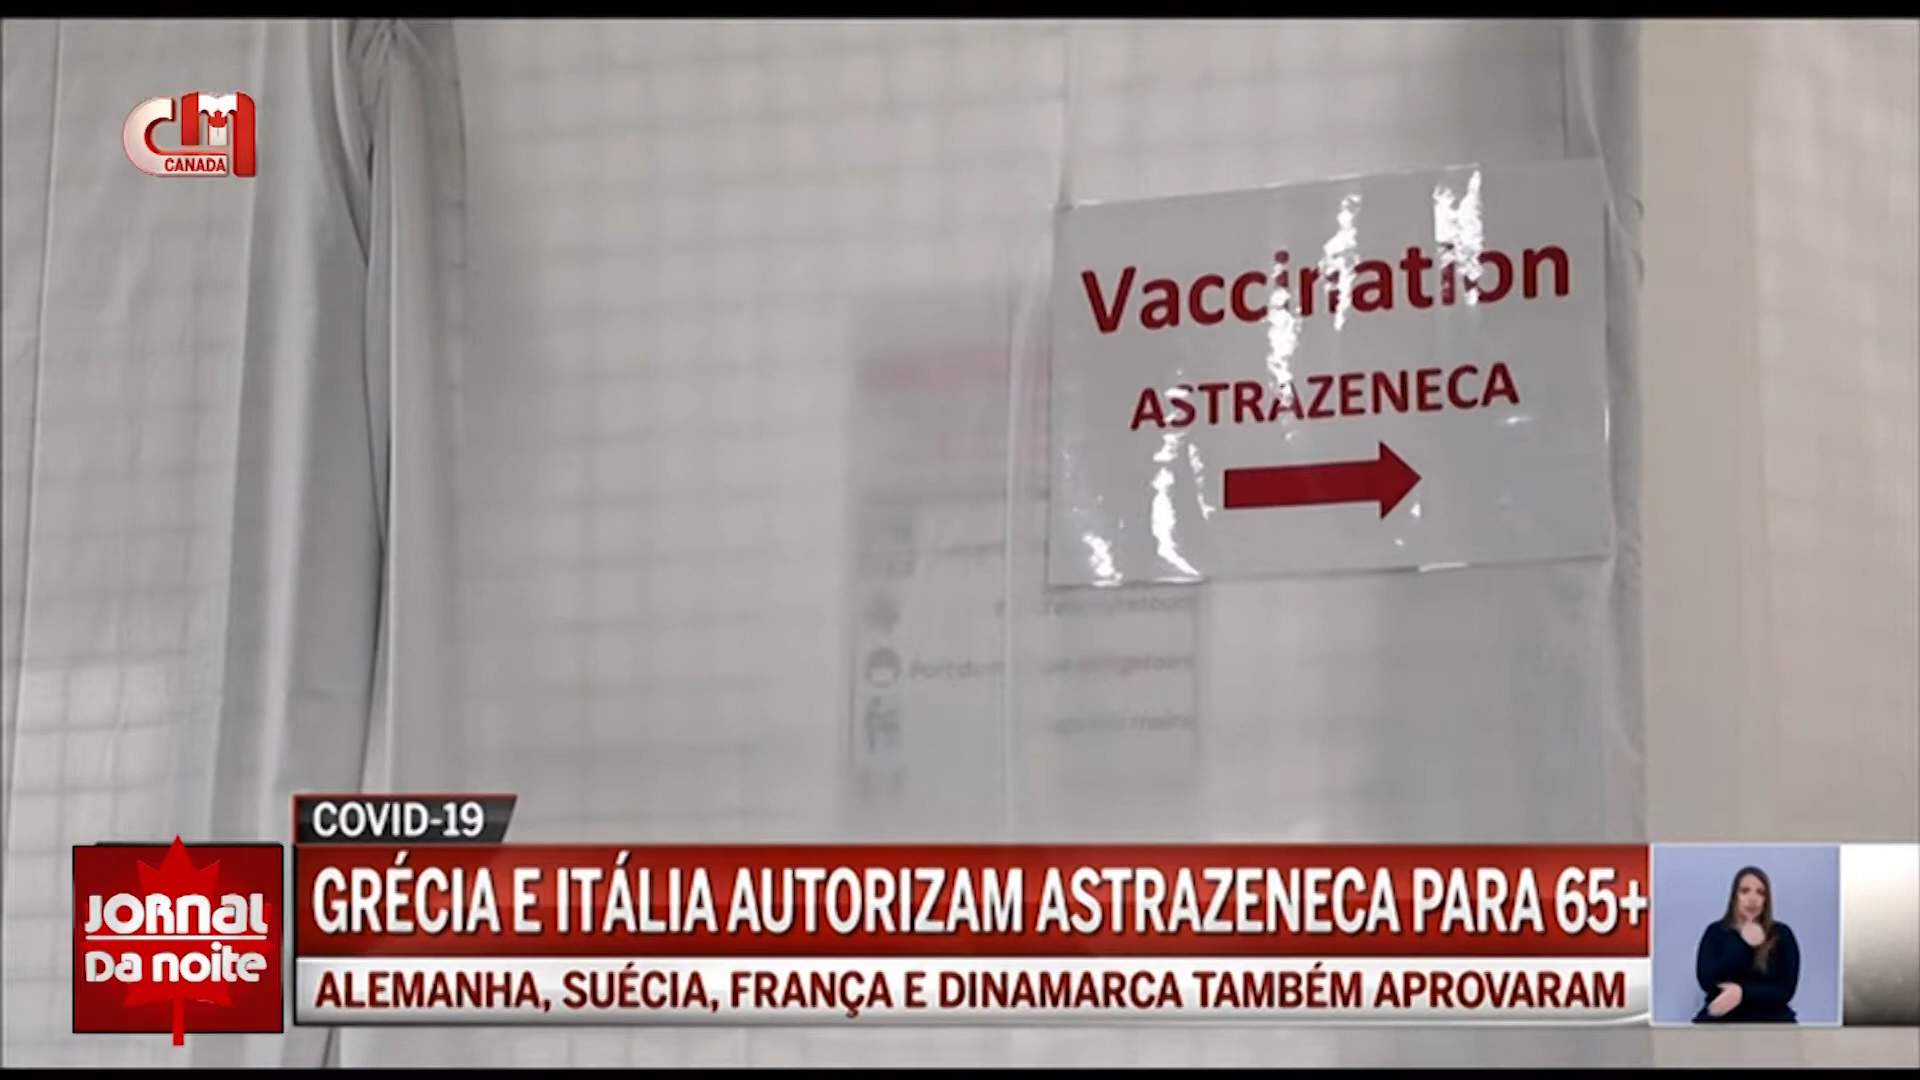 CM
CANADA
Vaccination
ASTRAZENECA
COVID-19
GRÉCIA E ITÁLIA AUTORIZAM ASTRAZENECA PARA 65+
ALEMANHA, SUÉCIA, FRANÇA E DINAMARCA TAMBÉM APROVARAM
JORNAL
DA NOITE